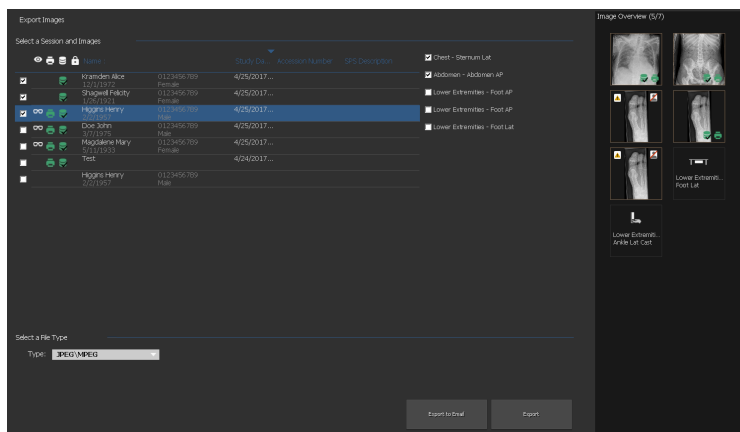 Export Images
Image Overview (5/7)
Select a Session and Images
Name
Study Da... Accession Number SPS Description
Kramden Alice 0123456789 4/25/2017...
12/1/1972 Female
Shagwell Felicity 0123456789 4/25/2017...
1/26/1921 Female
Higgins Henry 0123456789 4/25/2017...
2/2/1957 Male
Doe John 0123456789 4/25/2017...
3/7/1975 Male
Magdalene Mary 0123456789 4/25/2017...
5/11/1933 Female
Test 4/24/2017...
Higgins Henry 0123456789
2/2/1957 Male
Chest - Sternum Lat
Abdomen - Abdomen AP
Lower Extremities - Foot AP
Lower Extremities - Foot AP
Lower Extremities - Foot Lat
Lower Extremiti...
Foot Lat
Lower Extremiti...
Ankle Lat Cast
Select a File Type
Type: JPEG\MPEG
Export to Email
Export